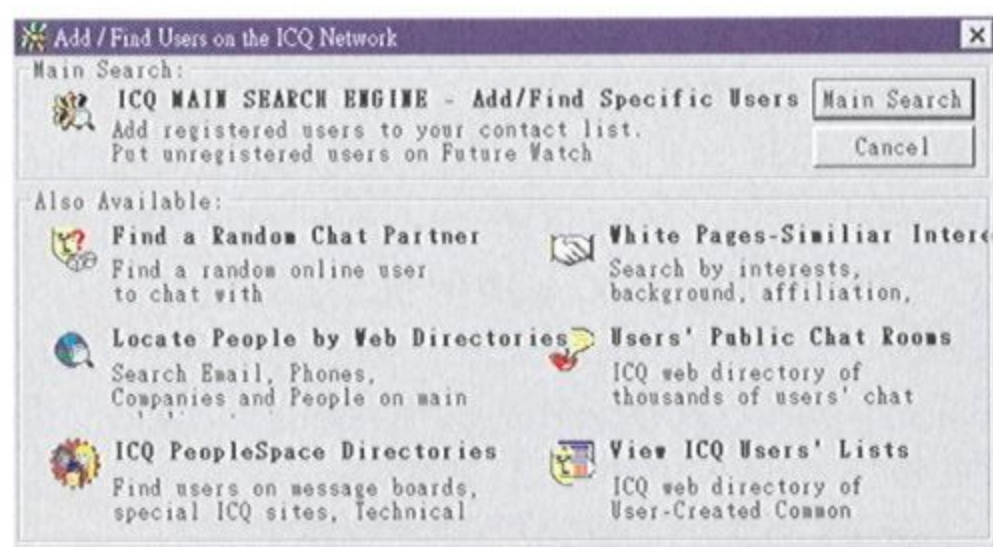 Add / Find Users on the ICQ Network
Main Search:
ICQ MAIN SEARCH ENGINE - Add/Find Specific Users
Add registered users to your contact list.
Put unregistered users on Future Watch
Main Search
Cancel
Also Available:
Find a Random Chat Partner
Find a random online user
to chat with
White Pages-Similiar Intere
Search by interests,
background, affiliation,
Locate People by Web Directories
Search Email, Phones,
Companies and People on main
Users' Public Chat Rooms
ICQ web directory of
thousands of users' chat
ICQ PeopleSpace Directories
Find users on message boards,
special ICQ sites, Technical
View ICQ Users' Lists
ICQ web directory of
User-Created Common